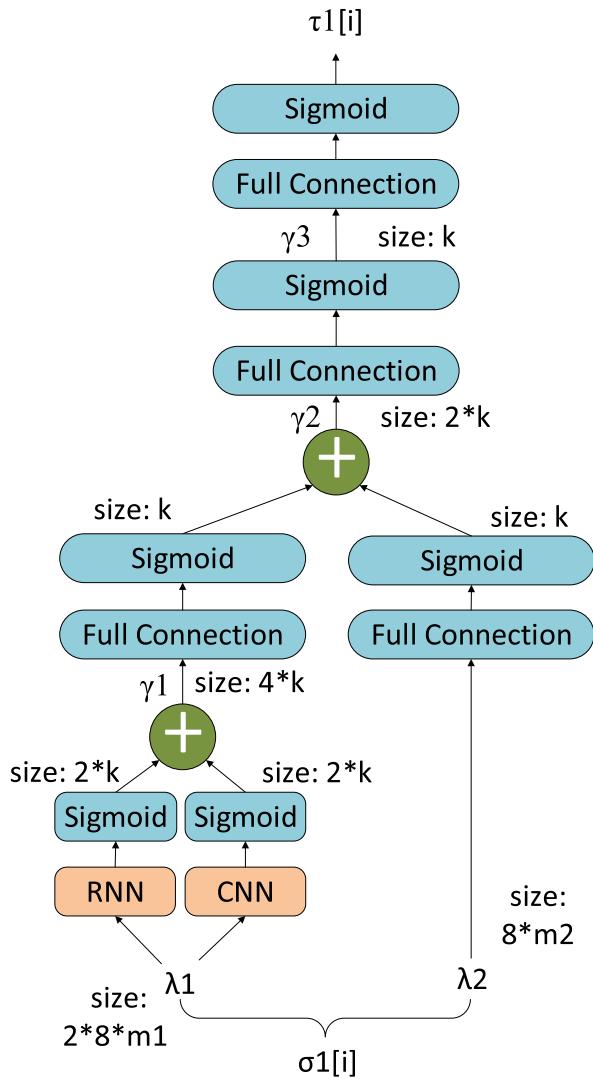 τ1[i]
Sigmoid
Full Connection
γ3 size: k
Sigmoid
Full Connection
γ2 size: 2*k
+
size: k size: k
Sigmoid Sigmoid
Full Connection Full Connection
γ1 size: 4*k
+
size: 2*k size: 2*k
Sigmoid Sigmoid
RNN CNN
size:
8*m2
λ1 λ2
size:
2*8*m1
σ1[i]